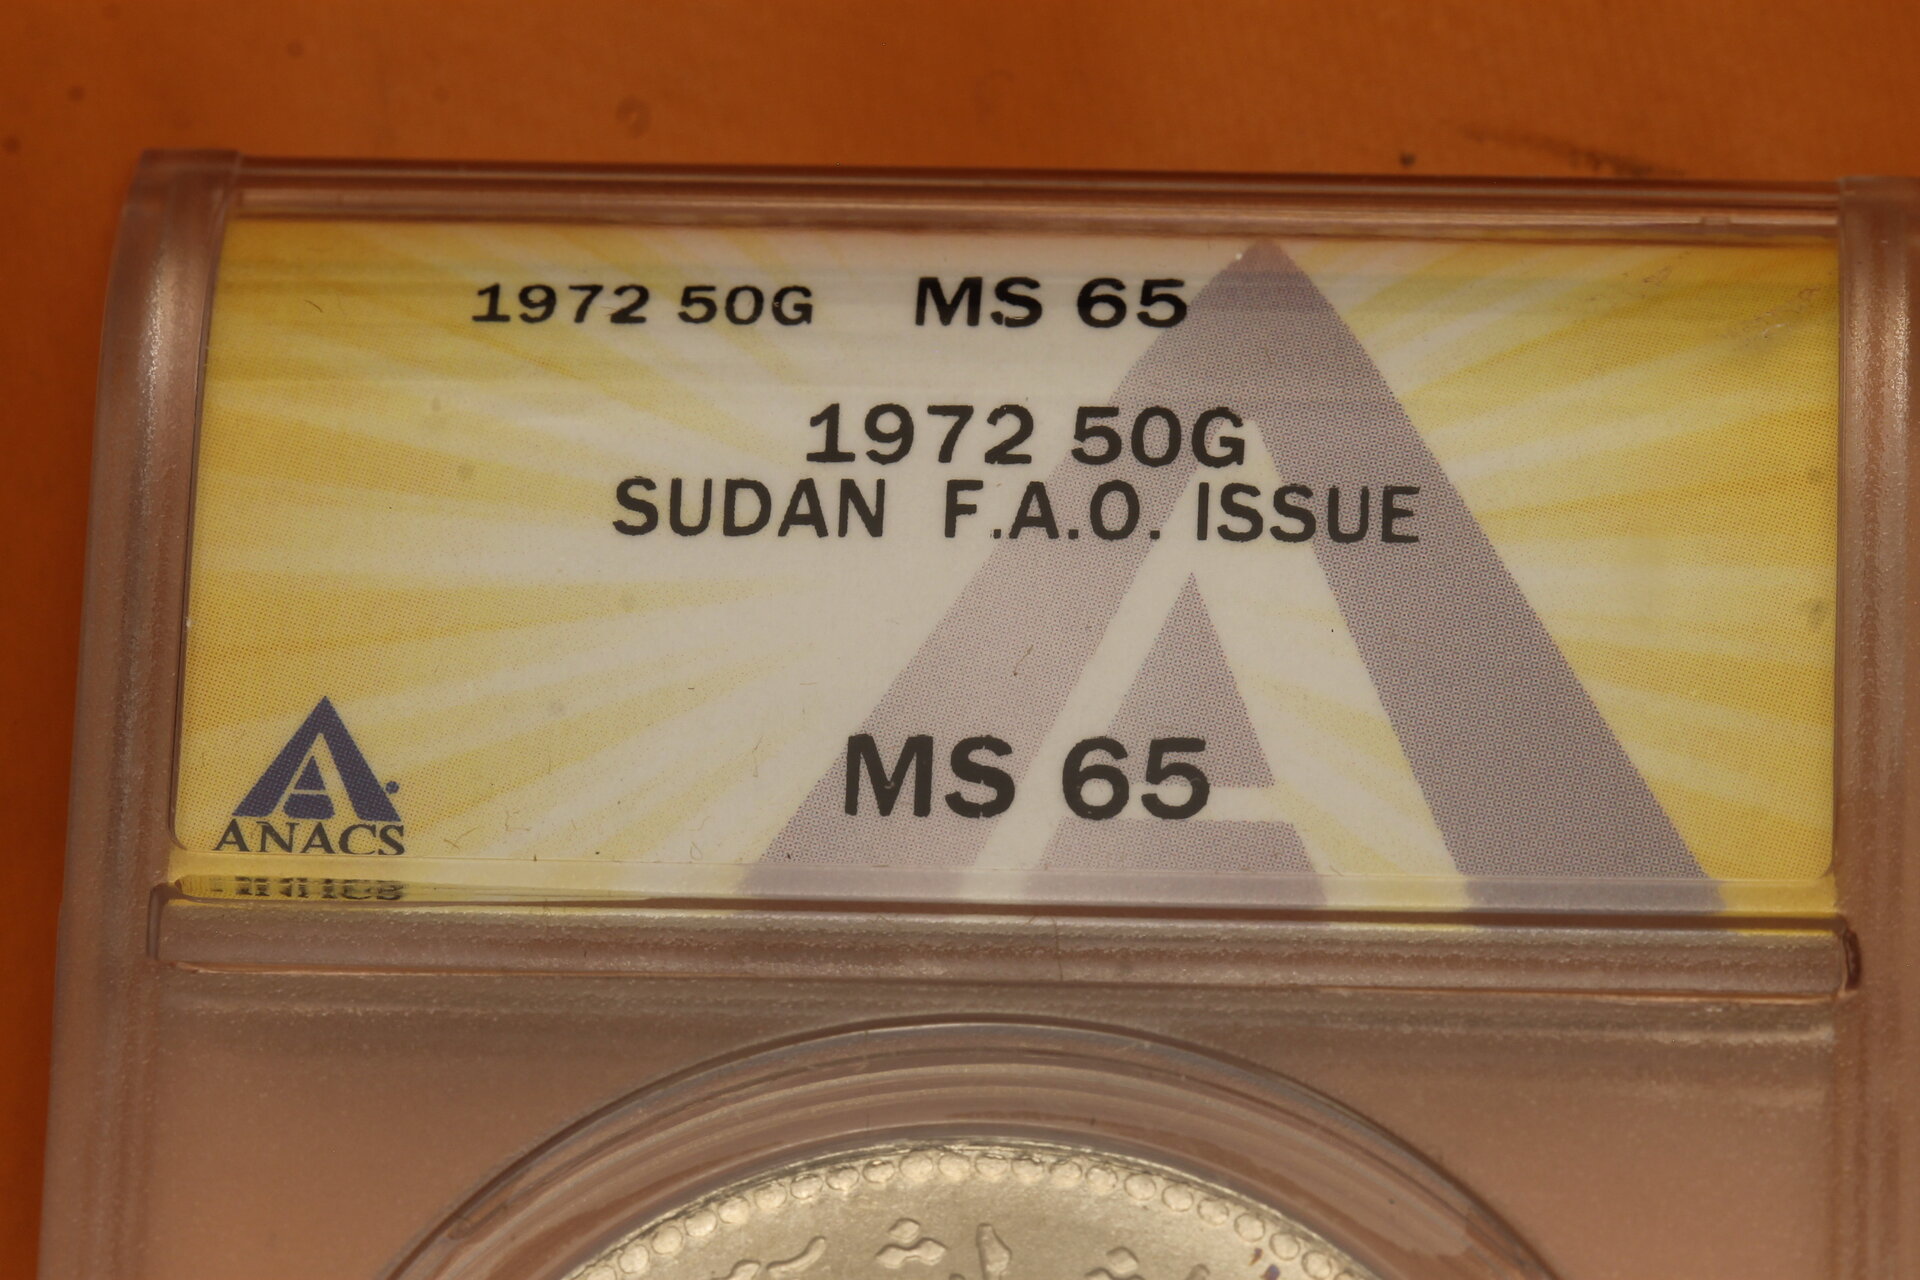 1972 50G MS 65
1972 50G
SUDAN F.A.O. ISSUE
MS 65
ANACS